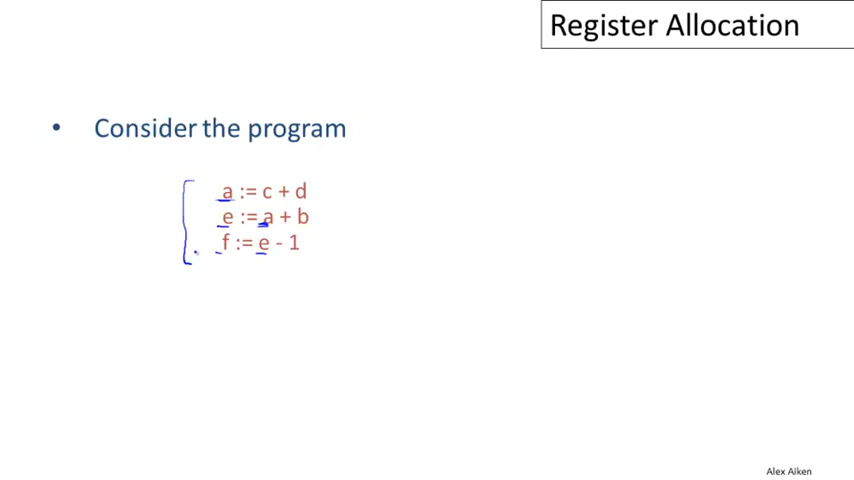 Register Allocation
• Consider the program
a := c + d
e := a + b
f := e - 1
Alex Aiken